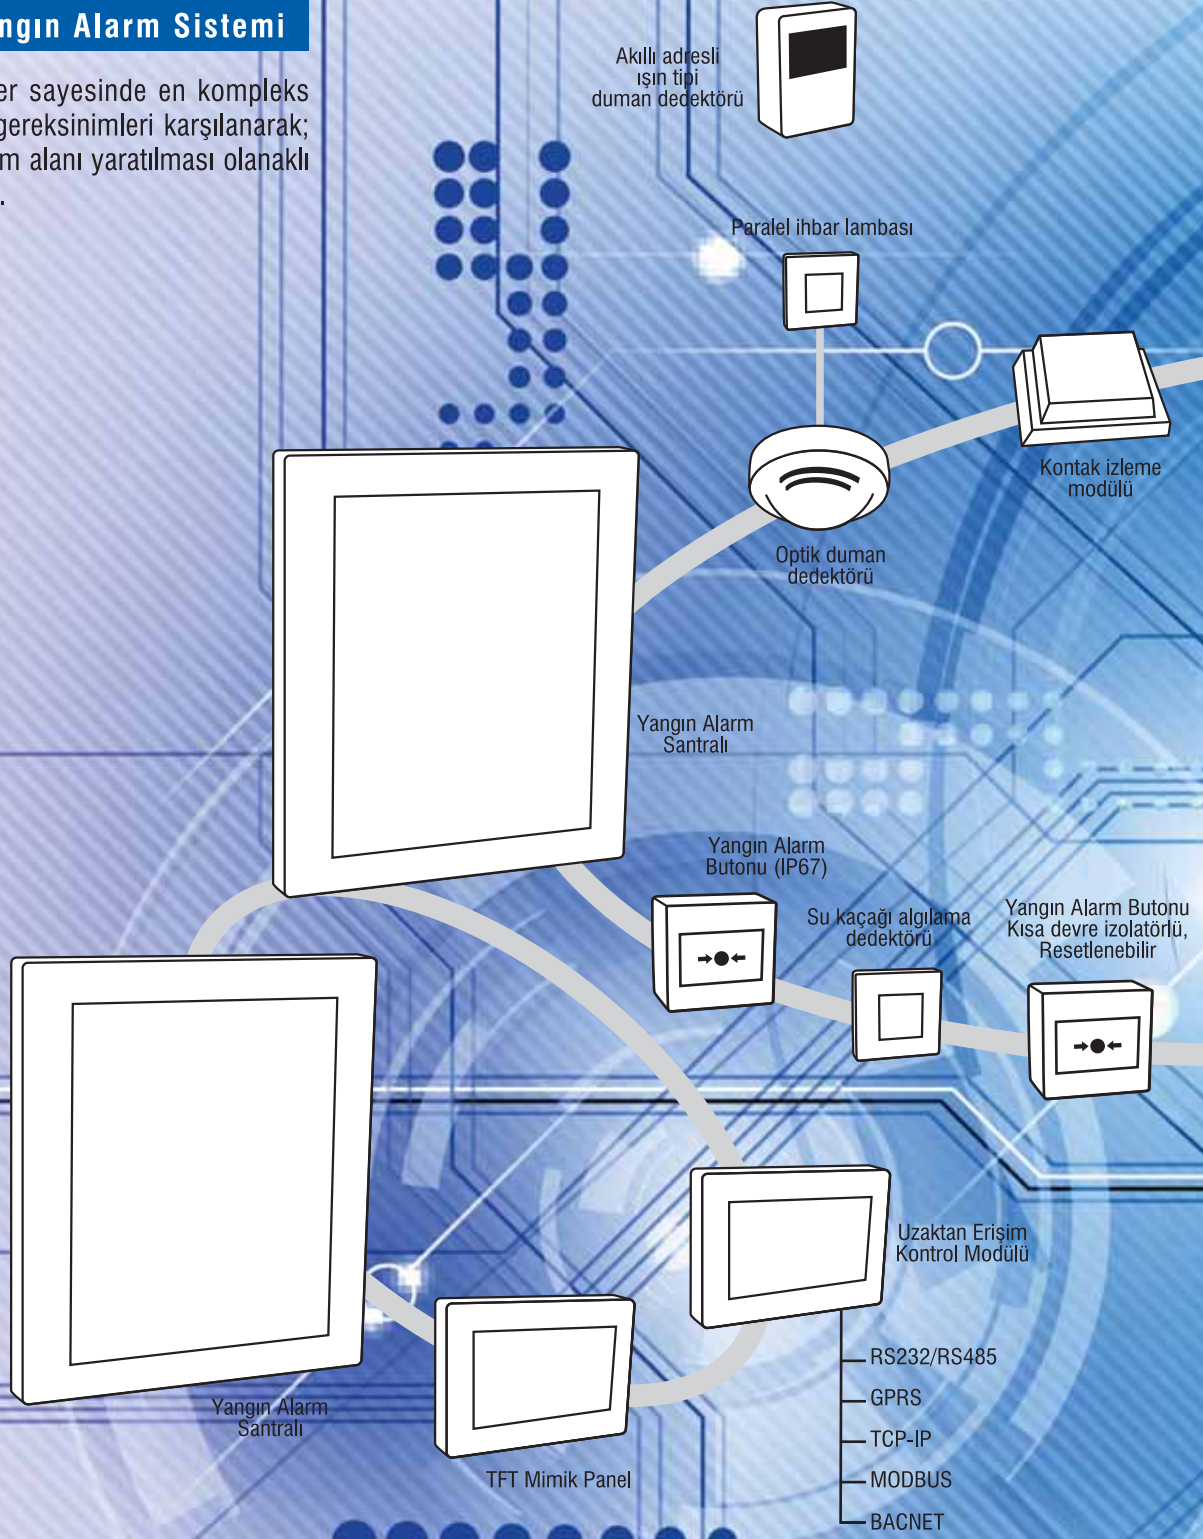 ngın Alarm Sistemi
er sayesinde en kompleks
gereksinimleri karşılanarak;
m alanı yaratılması olanaklı
.
Akıllı adresli
ışın tipi
duman dedektörü
Paralel ihbar lambası
Kontak izleme
modülü
Optik duman
dedektörü
Yangın Alarm
Santralı
Yangın Alarm
Butonu (IP67)
Su kaçağı algılama
dedektörü
Yangın Alarm Butonu
Kısa devre izolatörlü,
Resetlenebilir
Uzaktan Erişim
Kontrol Modülü
RS232/RS485
GPRS
TCP-IP
MODBUS
BACNET
Yangın Alarm
Santralı
TFT Mimik Panel